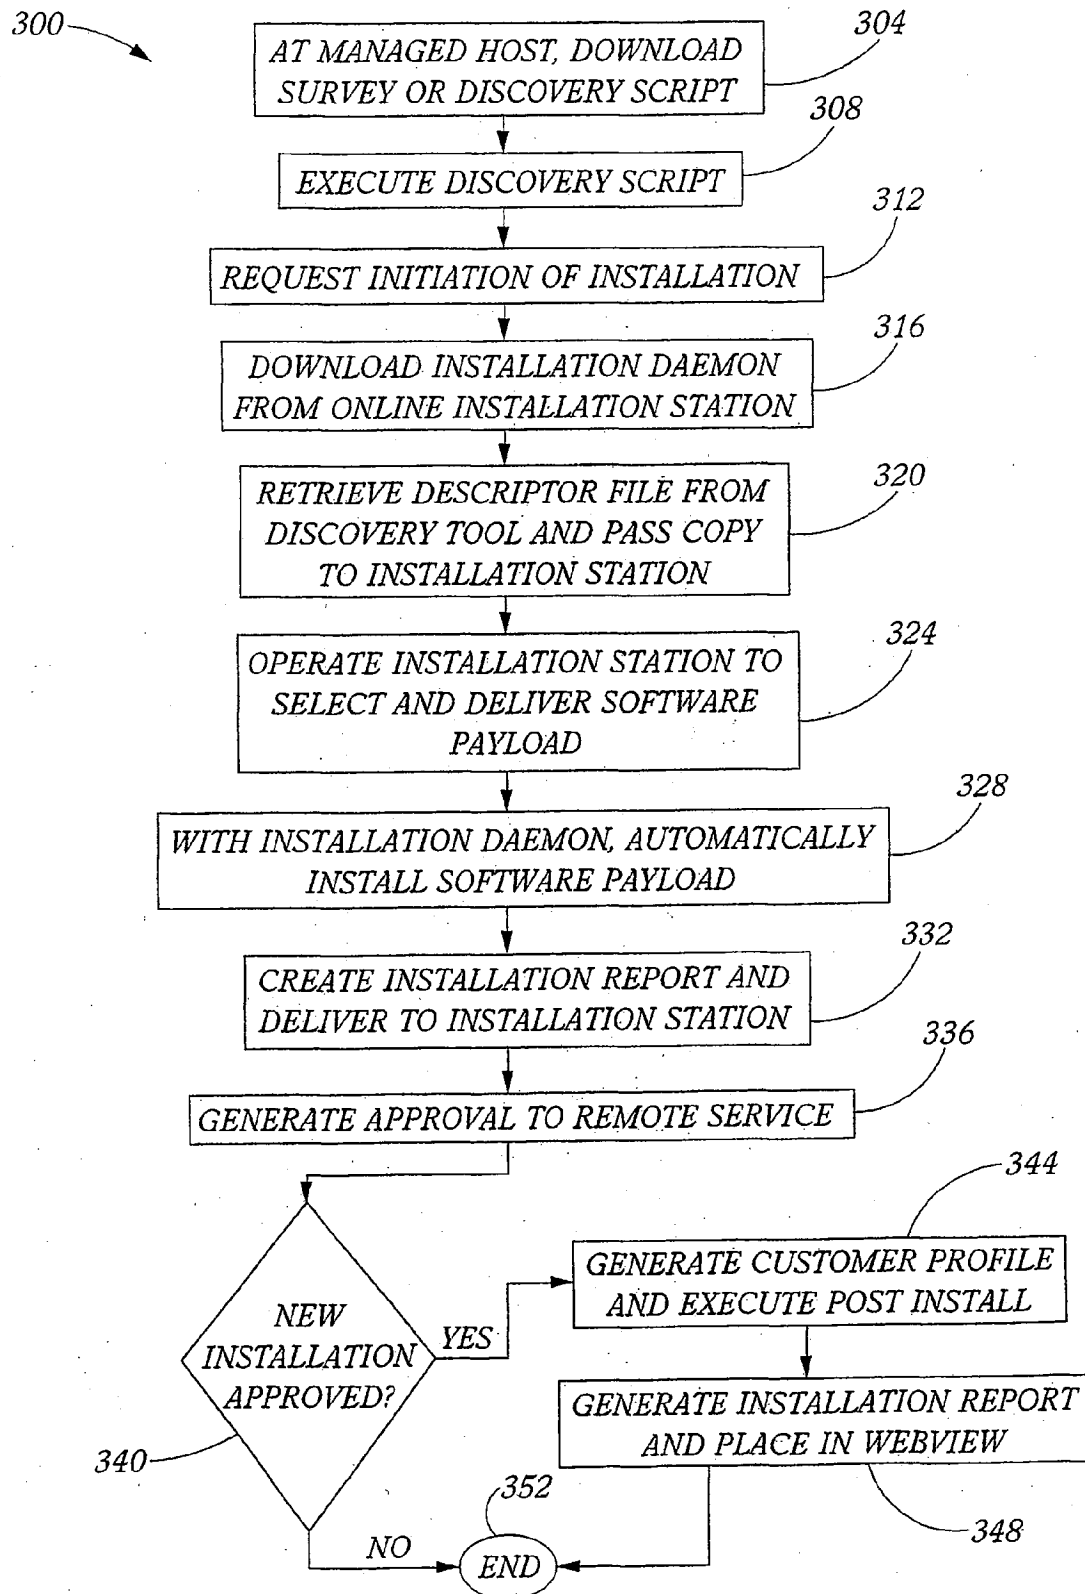 300
304
AT MANAGED HOST, DOWNLOAD
SURVEY OR DISCOVERY SCRIPT
308
EXECUTE DISCOVERY SCRIPT
312
REQUEST INITIATION OF INSTALLATION
316
DOWNLOAD INSTALLATION DAEMON
FROM ONLINE INSTALLATION STATION
320
RETRIEVE DESCRIPTOR FILE FROM
DISCOVERY TOOL AND PASS COPY
TO INSTALLATION STATION
324
OPERATE INSTALLATION STATION TO
SELECT AND DELIVER SOFTWARE
PAYLOAD
328
WITH INSTALLATION DAEMON, AUTOMATICALLY
INSTALL SOFTWARE PAYLOAD
332
CREATE INSTALLATION REPORT AND
DELIVER TO INSTALLATION STATION
336
GENERATE APPROVAL TO REMOTE SERVICE
344
GENERATE CUSTOMER PROFILE
AND EXECUTE POST INSTALL
NEW
INSTALLATION
APPROVED?
YES
340
GENERATE INSTALLATION REPORT
AND PLACE IN WEBVIEW
348
352
NO
END